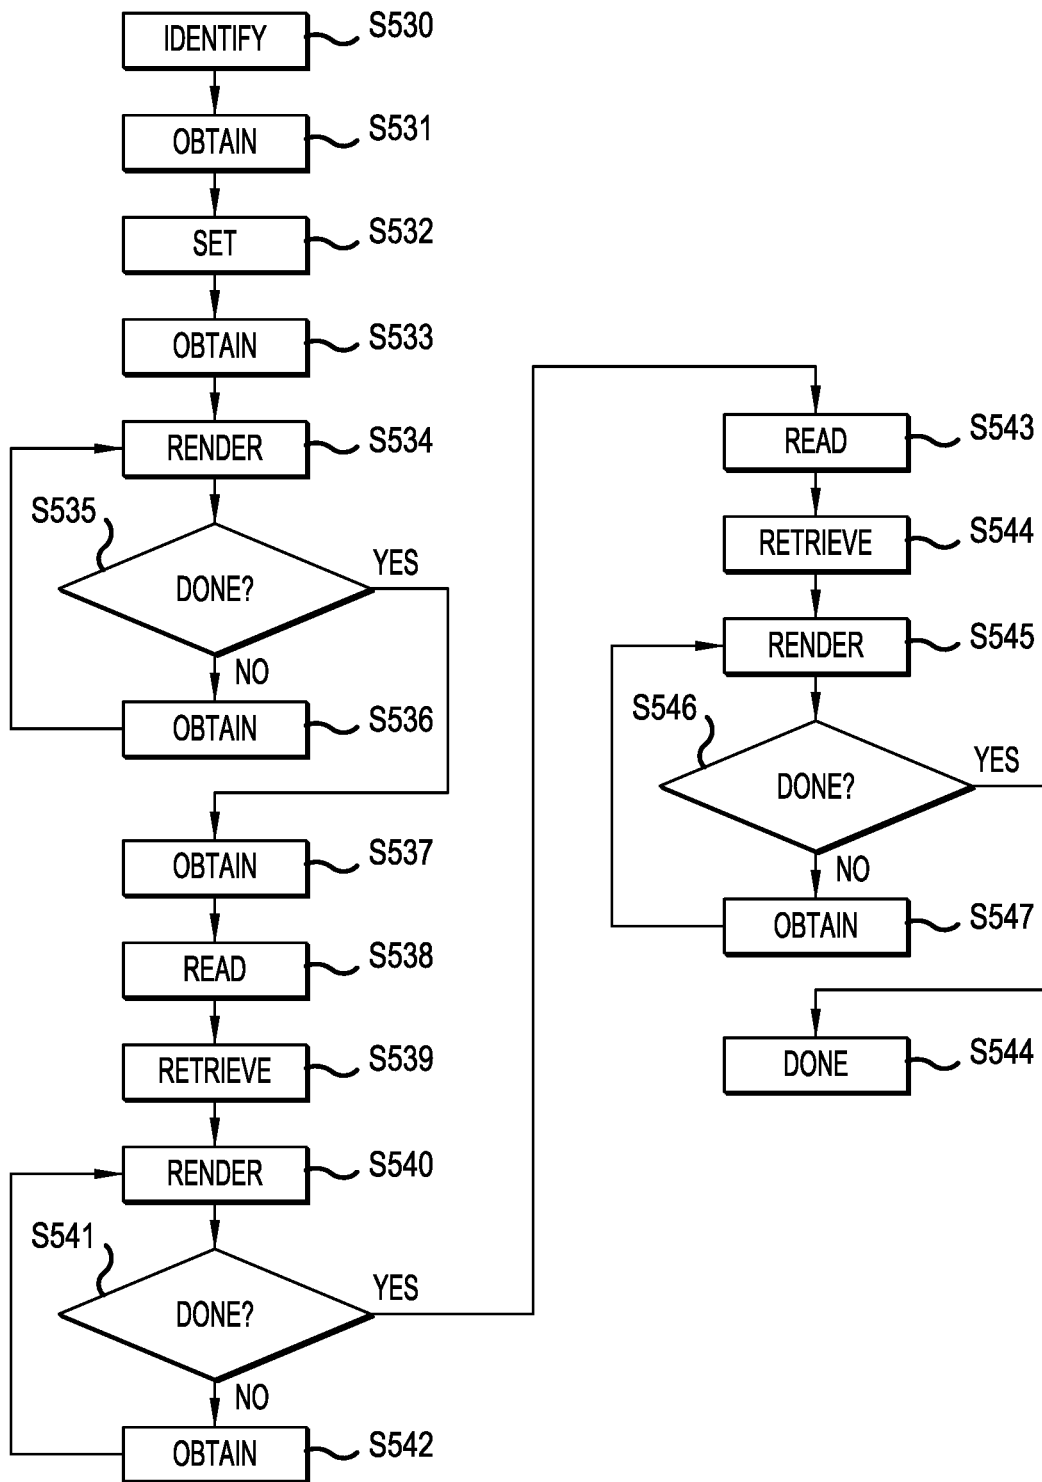 IDENTIFY S530
OBTAIN S531
SET S532
OBTAIN S533
RENDER S534
S535
DONE?
YES
NO
OBTAIN S536
OBTAIN S537
READ S538
RETRIEVE S539
RENDER S540
S541
DONE?
YES
NO
OBTAIN S542
READ S543
RETRIEVE S544
RENDER S545
S546
DONE?
YES
NO
OBTAIN S547
DONE S544